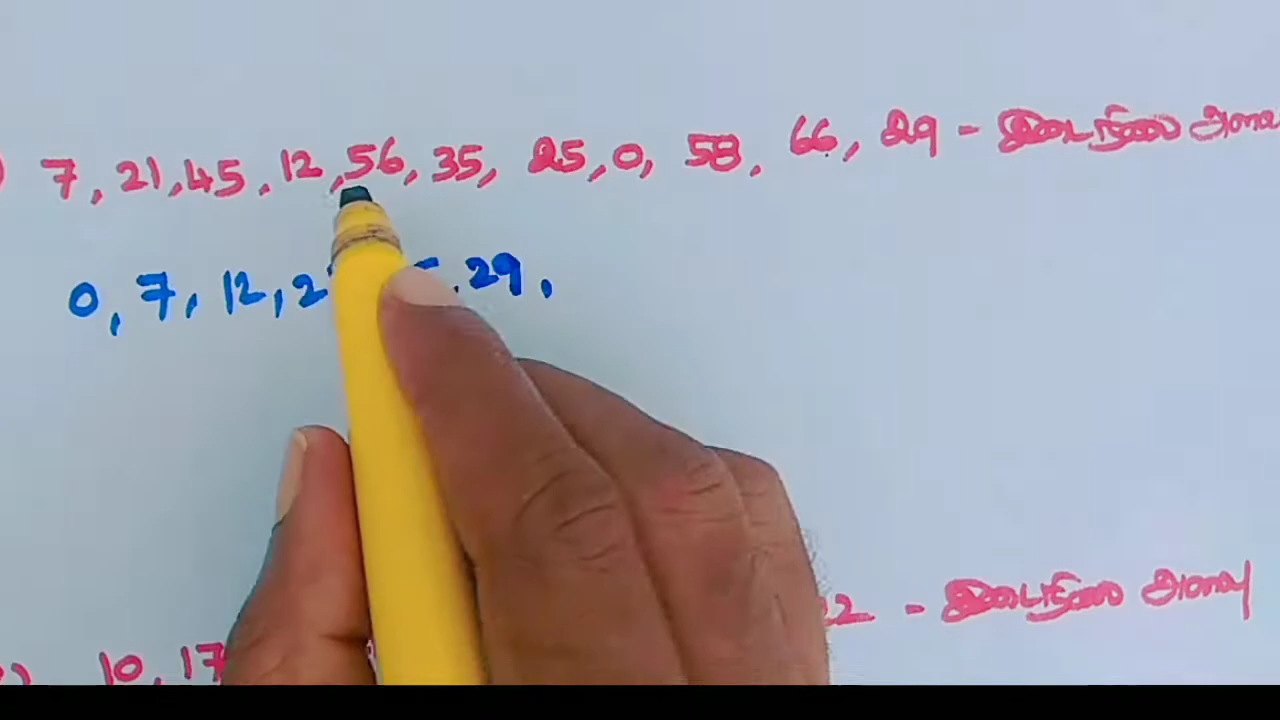 7, 21, 45, 12, 56, 35, 25, 0, 58, 66, 29 - இடைநிலை அளவு
0, 7, 12, 29,
- இடைநிலை அளவு
10, 17